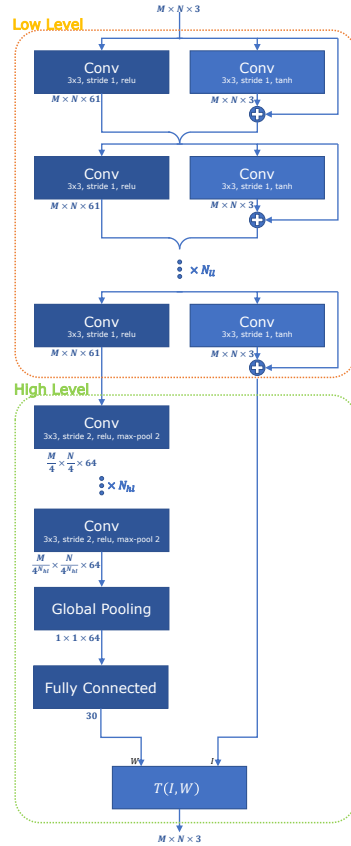 M × N × 3
Low Level
Conv
3x3, stride 1, relu
Conv
3x3, stride 1, tanh
M × N × 61
M × N × 3
Conv
3x3, stride 1, relu
Conv
3x3, stride 1, tanh
M × N × 61
M × N × 3
× N_ll
Conv
3x3, stride 1, relu
Conv
3x3, stride 1, tanh
M × N × 61
M × N × 3
High Level
Conv
3x3, stride 2, relu, max-pool 2
M/4 × N/4 × 64
× N_hl
Conv
3x3, stride 2, relu, max-pool 2
M/4^N_hl × N/4^N_hl × 64
Global Pooling
1 × 1 × 64
Fully Connected
30
W I
T(I, W)
M × N × 3